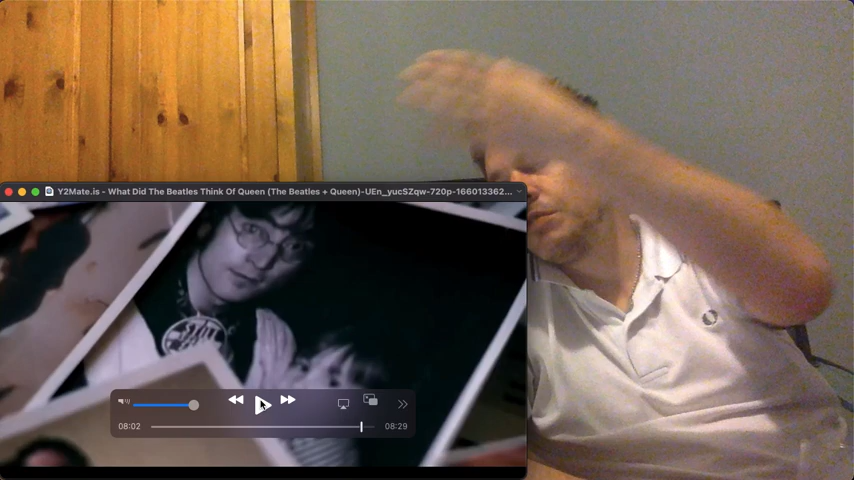 Y2Mate.is - What Did The Beatles Think Of Queen (The Beatles + Queen)-UEn_yucSZqw-720p-166013362...
08:02
08:29